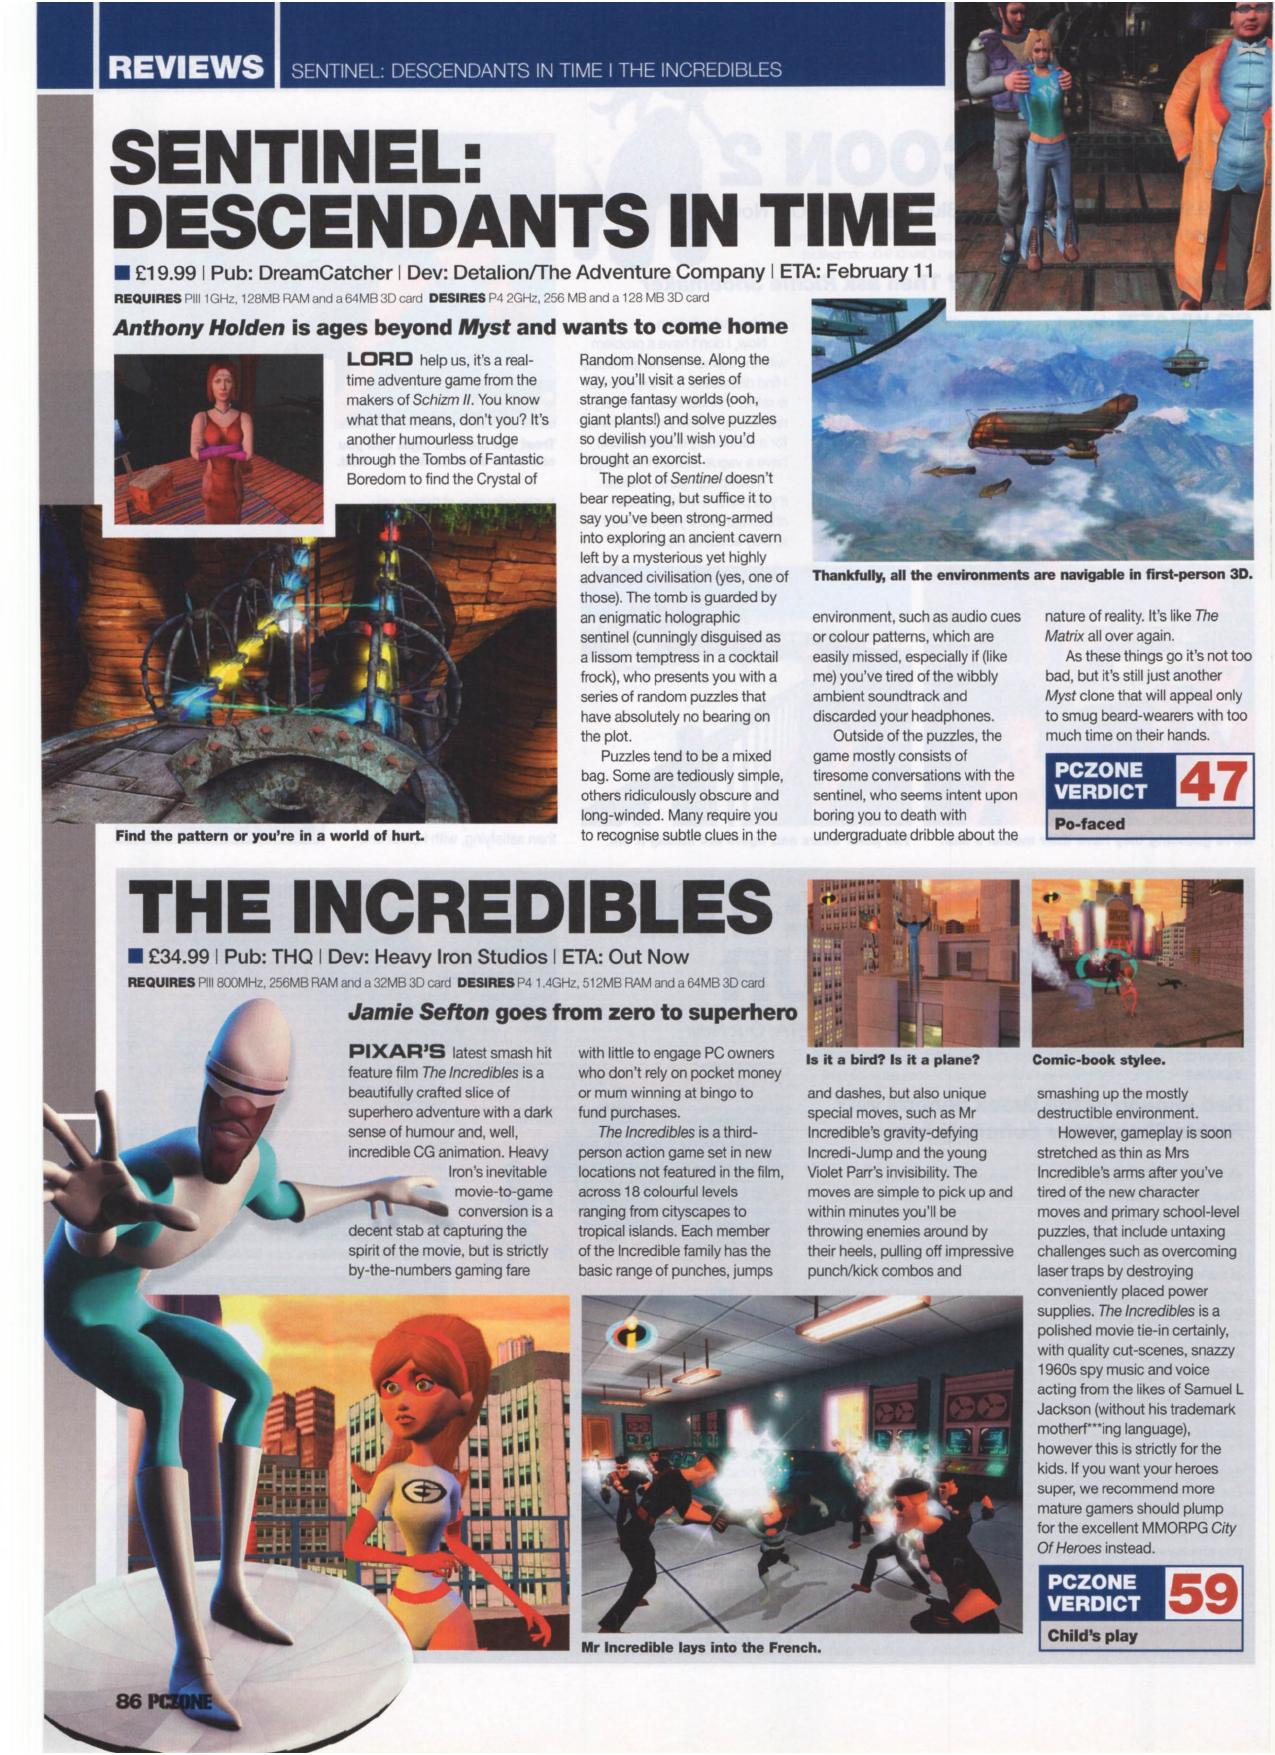 REVIEWS
SENTINEL: DESCENDANTS IN TIME I THE INCREDIBLES
SENTINEL:
DESCENDANTS IN TIME
£19.99 | Pub: DreamCatcher | Dev: Detalion/The Adventure Company | ETA: February 11
REQUIRES PIII 1GHz, 128MB RAM and a 64MB 3D card DESIRES P4 2GHz, 256 MB and a 128 MB 3D card
Anthony Holden is ages beyond Myst and wants to come home
LORD help us, it's a real-
time adventure game from the
makers of Schizm II. You know
what that means, don't you? It's
another humourless trudge
through the Tombs of Fantastic
Boredom to find the Crystal of
Random Nonsense. Along the
way, you'll visit a series of
strange fantasy worlds (ooh,
giant plants!) and solve puzzles
so devilish you'll wish you'd
brought an exorcist.
The plot of Sentinel doesn't
bear repeating, but suffice it to
say you've been strong-armed
into exploring an ancient cavern
left by a mysterious yet highly
advanced civilisation (yes, one of
those). The tomb is guarded by
an enigmatic holographic
sentinel (cunningly disguised as
a lissom temptress in a cocktail
frock), who presents you with a
series of random puzzles that
have absolutely no bearing on
the plot.
Puzzles tend to be a mixed
bag. Some are tediously simple,
others ridiculously obscure and
long-winded. Many require you
to recognise subtle clues in the
environment, such as audio cues
or colour patterns, which are
easily missed, especially if (like
me) you've tired of the wibbly
ambient soundtrack and
discarded your headphones.
Outside of the puzzles, the
game mostly consists of
tiresome conversations with the
sentinel, who seems intent upon
boring you to death with
undergraduate dribble about the
nature of reality. It's like The
Matrix all over again.
As these things go it's not too
bad, but it's still just another
Myst clone that will appeal only
to smug beard-wearers with too
much time on their hands.
Thankfully, all the environments are navigable in first-person 3D.
Find the pattern or you're in a world of hurt.
PCZONE
VERDICT
47
Po-faced
THE INCREDIBLES
£34.99 | Pub: THQ | Dev: Heavy Iron Studios | ETA: Out Now
REQUIRES PIII 800MHz, 256MB RAM and a 32MB 3D card DESIRES P4 1.4GHz, 512MB RAM and a 64MB 3D card
Jamie Sefton goes from zero to superhero
PIXAR'S latest smash hit
feature film The Incredibles is a
beautifully crafted slice of
superhero adventure with a dark
sense of humour and, well,
incredible CG animation. Heavy
Iron's inevitable
movie-to-game
conversion is a
decent stab at capturing the
spirit of the movie, but is strictly
by-the-numbers gaming fare
with little to engage PC owners
who don't rely on pocket money
or mum winning at bingo to
fund purchases.
The Incredibles is a third-
person action game set in new
locations not featured in the film,
across 18 colourful levels
ranging from cityscapes to
tropical islands. Each member
of the Incredible family has the
basic range of punches, jumps
Is it a bird? Is it a plane?
and dashes, but also unique
special moves, such as Mr
Incredible's gravity-defying
Incredi-Jump and the young
Violet Parr's invisibility. The
moves are simple to pick up and
within minutes you'll be
throwing enemies around by
their heels, pulling off impressive
punch/kick combos and
Comic-book stylee.
smashing up the mostly
destructible environment.
However, gameplay is soon
stretched as thin as Mrs
Incredible's arms after you've
tired of the new character
moves and primary school-level
puzzles, that include untaxing
challenges such as overcoming
laser traps by destroying
conveniently placed power
supplies. The Incredibles is a
polished movie tie-in certainly,
with quality cut-scenes, snazzy
1960s spy music and voice
acting from the likes of Samuel L
Jackson (without his trademark
motherf***ing language),
however this is strictly for the
kids. If you want your heroes
super, we recommend more
mature gamers should plump
for the excellent MMORPG City
Of Heroes instead.
Mr Incredible lays into the French.
PCZONE
VERDICT
59
Child's play
86 PCZONE